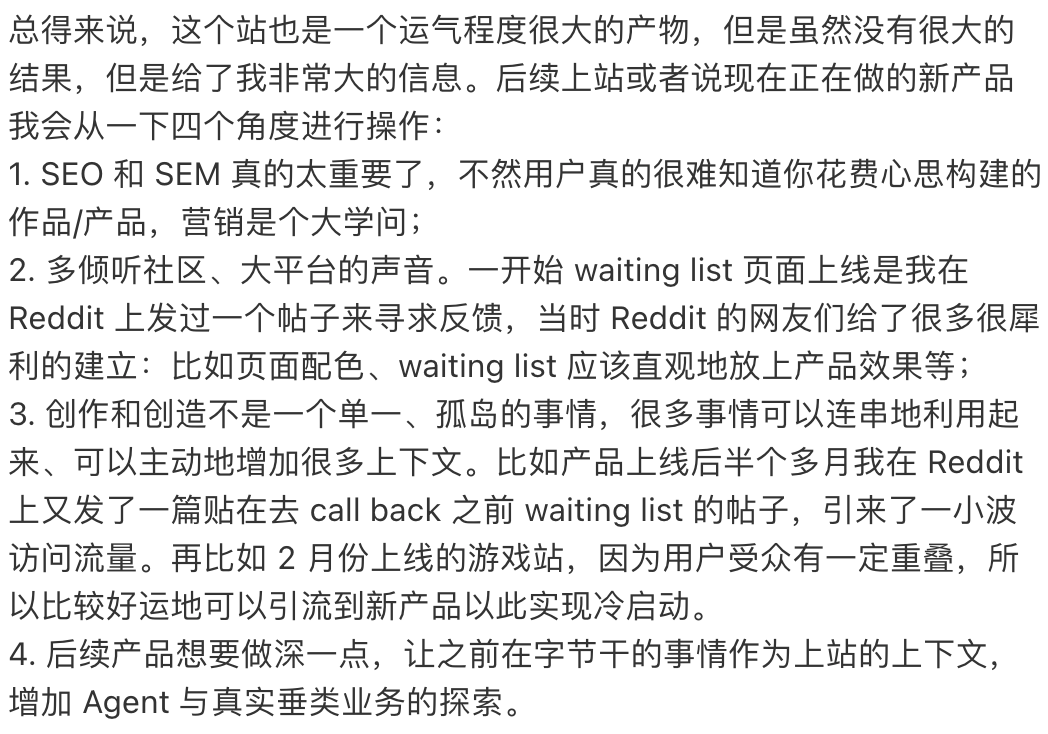 总得来说，这个站也是一个运气程度很大的产物，但是虽然没有很大的
结果，但是给了我非常大的信息。后续上站或者说现在正在做的新产品
我会从一下四个角度进行操作：
1. SEO 和 SEM 真的太重要了，不然用户真的很难知道你花费心思构建的
作品/产品，营销是个大学问；
2. 多倾听社区、大平台的声音。一开始 waiting list 页面上线是我在
Reddit 上发过一个帖子来寻求反馈，当时 Reddit 的网友们给了很多很犀
利的建立：比如页面配色、waiting list 应该直观地放上产品效果等；
3. 创作和创造不是一个单一、孤岛的事情，很多事情可以连串地利用起
来、可以主动地增加很多上下文。比如产品上线后半个多月我在 Reddit
上又发了一篇贴在去 call back 之前 waiting list 的帖子，引来了一小波
访问流量。再比如 2 月份上线的游戏站，因为用户受众有一定重叠，所
以比较好运地可以引流到新产品以此实现冷启动。
4. 后续产品想要做深一点，让之前在字节干的事情作为上站的上下文，
增加 Agent 与真实垂类业务的探索。